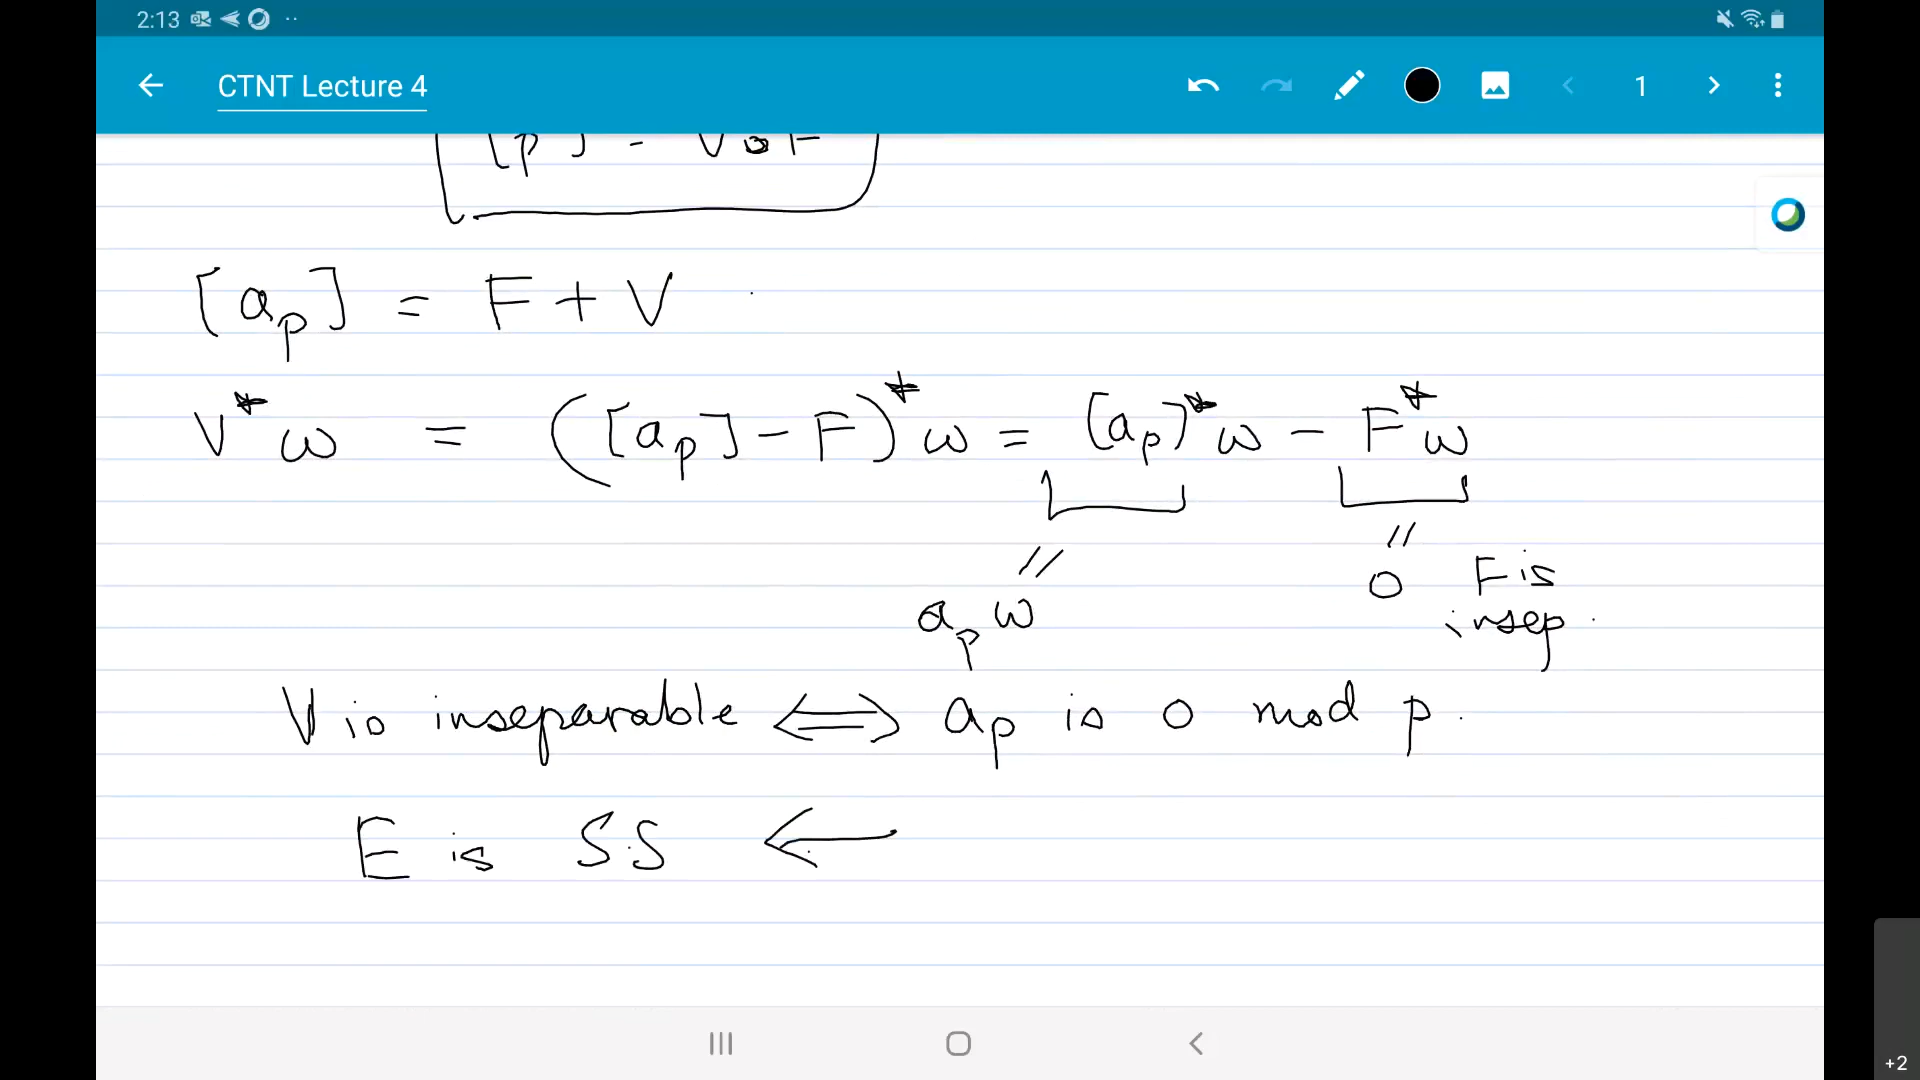 2:13
CTNT Lecture 4
1
[p] = V∘F
[a_p] = F + V
V*ω = ([a_p] - F)*ω = [a_p]*ω - F*ω
" "
a_p ω 0 F is
insep.
V is inseparable ⟺ a_p is 0 mod p.
E is S.S ←
+2